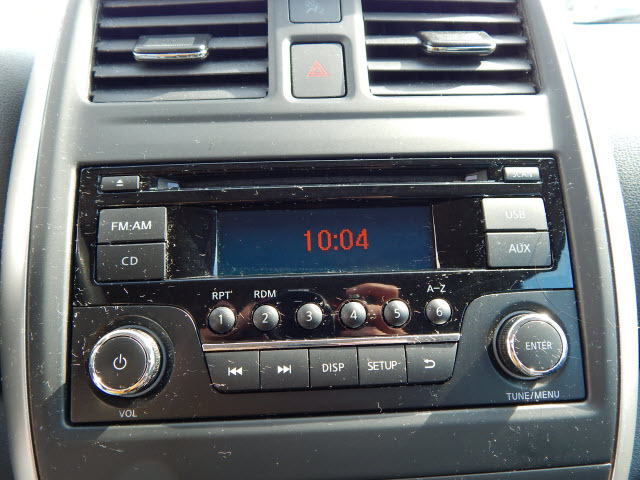 SCAN
FM·AM
USB
10:04
CD
AUX
RPT RDM A-Z
1 2 3 4 5 6
DISP SETUP
ENTER
VOL
TUNE/MENU